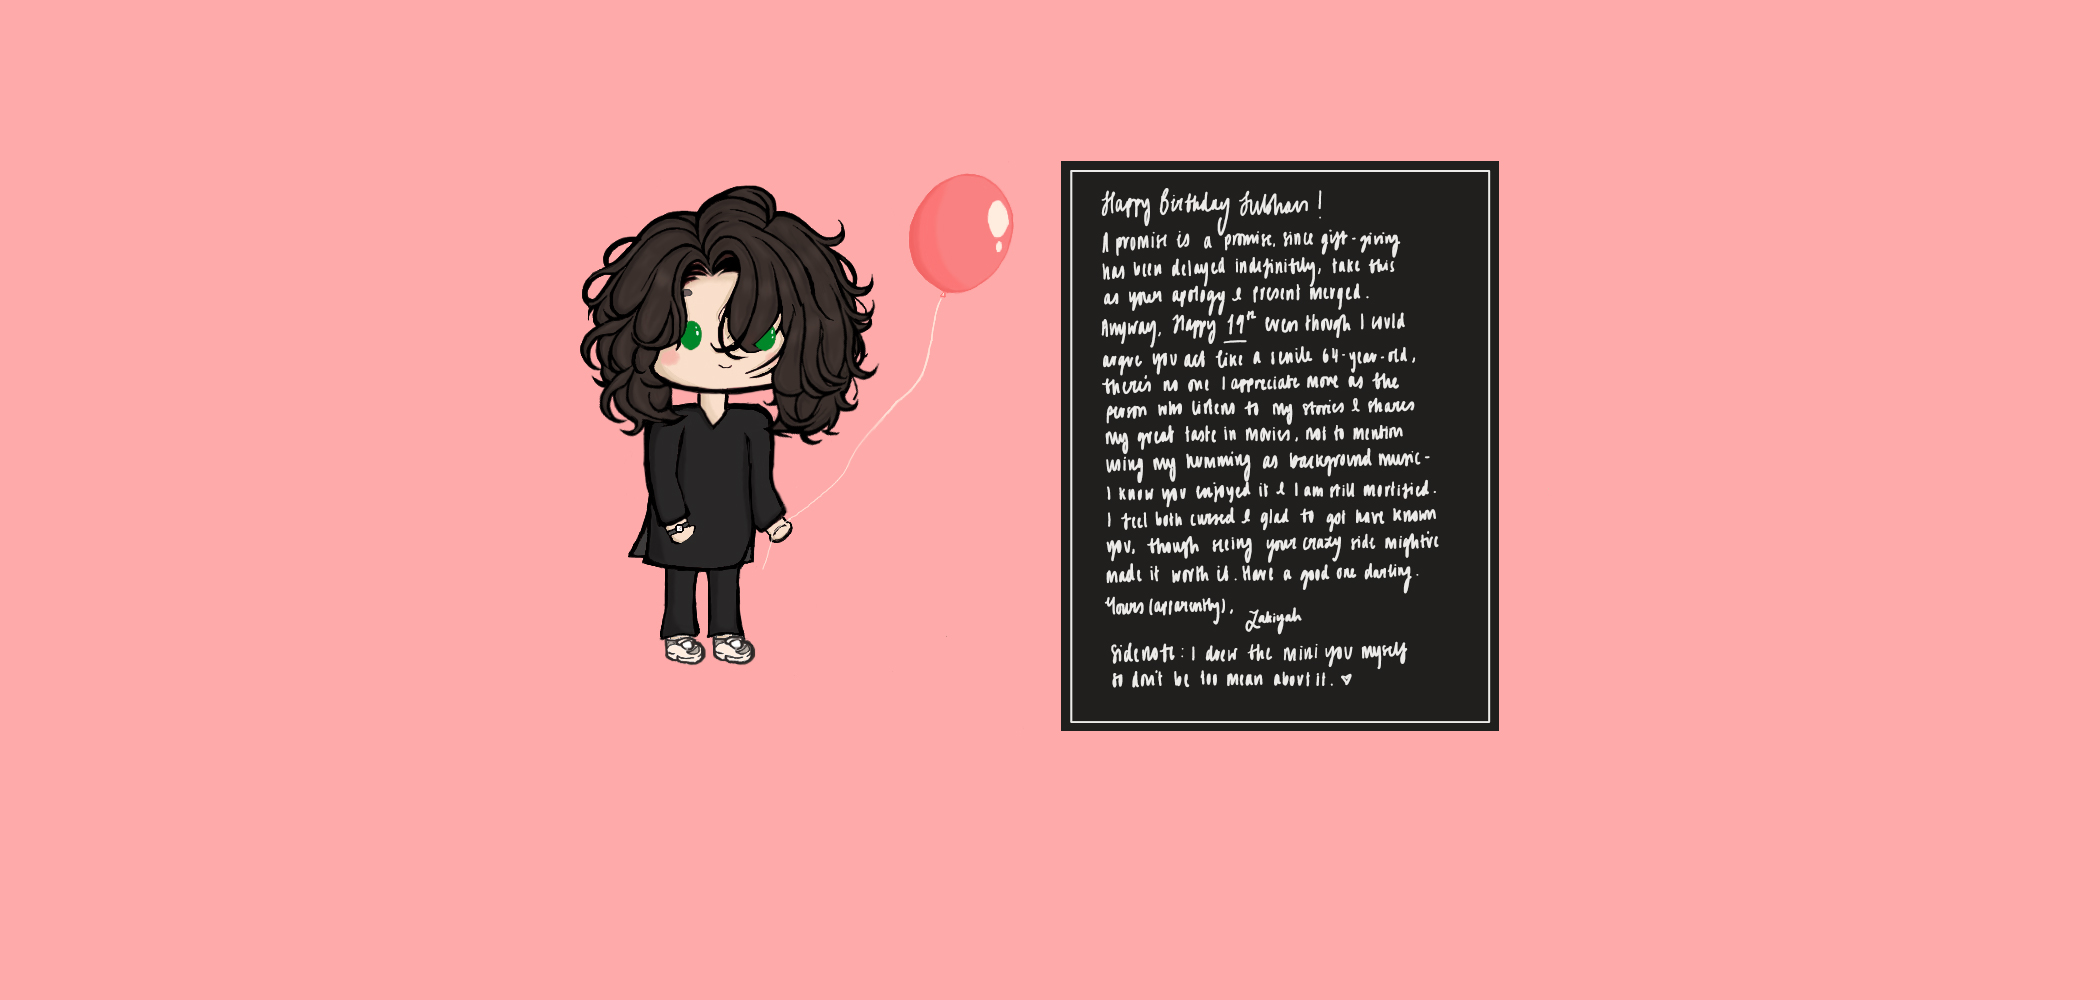 Happy Birthday Subhan!
A promise is a promise, since gift-giving
has been delayed indefinitely, take this
as your apology & present merged.
Anyway, Happy 19th even though I could
argue you act like a senile 64-year-old,
there's no one I appreciate more as the
person who listens to my stories & shares
my great taste in movies, not to mention
using my humming as background music-
I know you enjoyed it & I am still mortified.
I feel both cursed & glad to got have known
you, though seeing your crazy side might've
made it worth it. Have a good one darling.
Yours (apparently),
Zakiyah
Sidenote: I drew the mini you myself
so don't be too mean about it. ♡